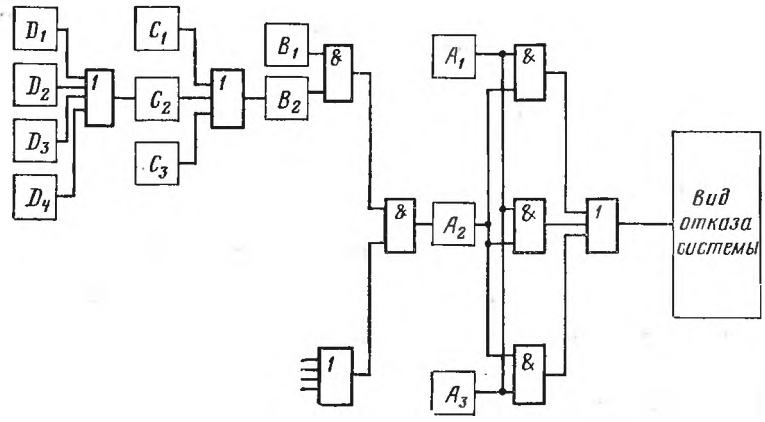 D1
D2
D3
D4
1
C1
C2
C3
1
B1
B2
&
1
&
A1
A2
A3
&
&
&
1
Вид
отказа
системы